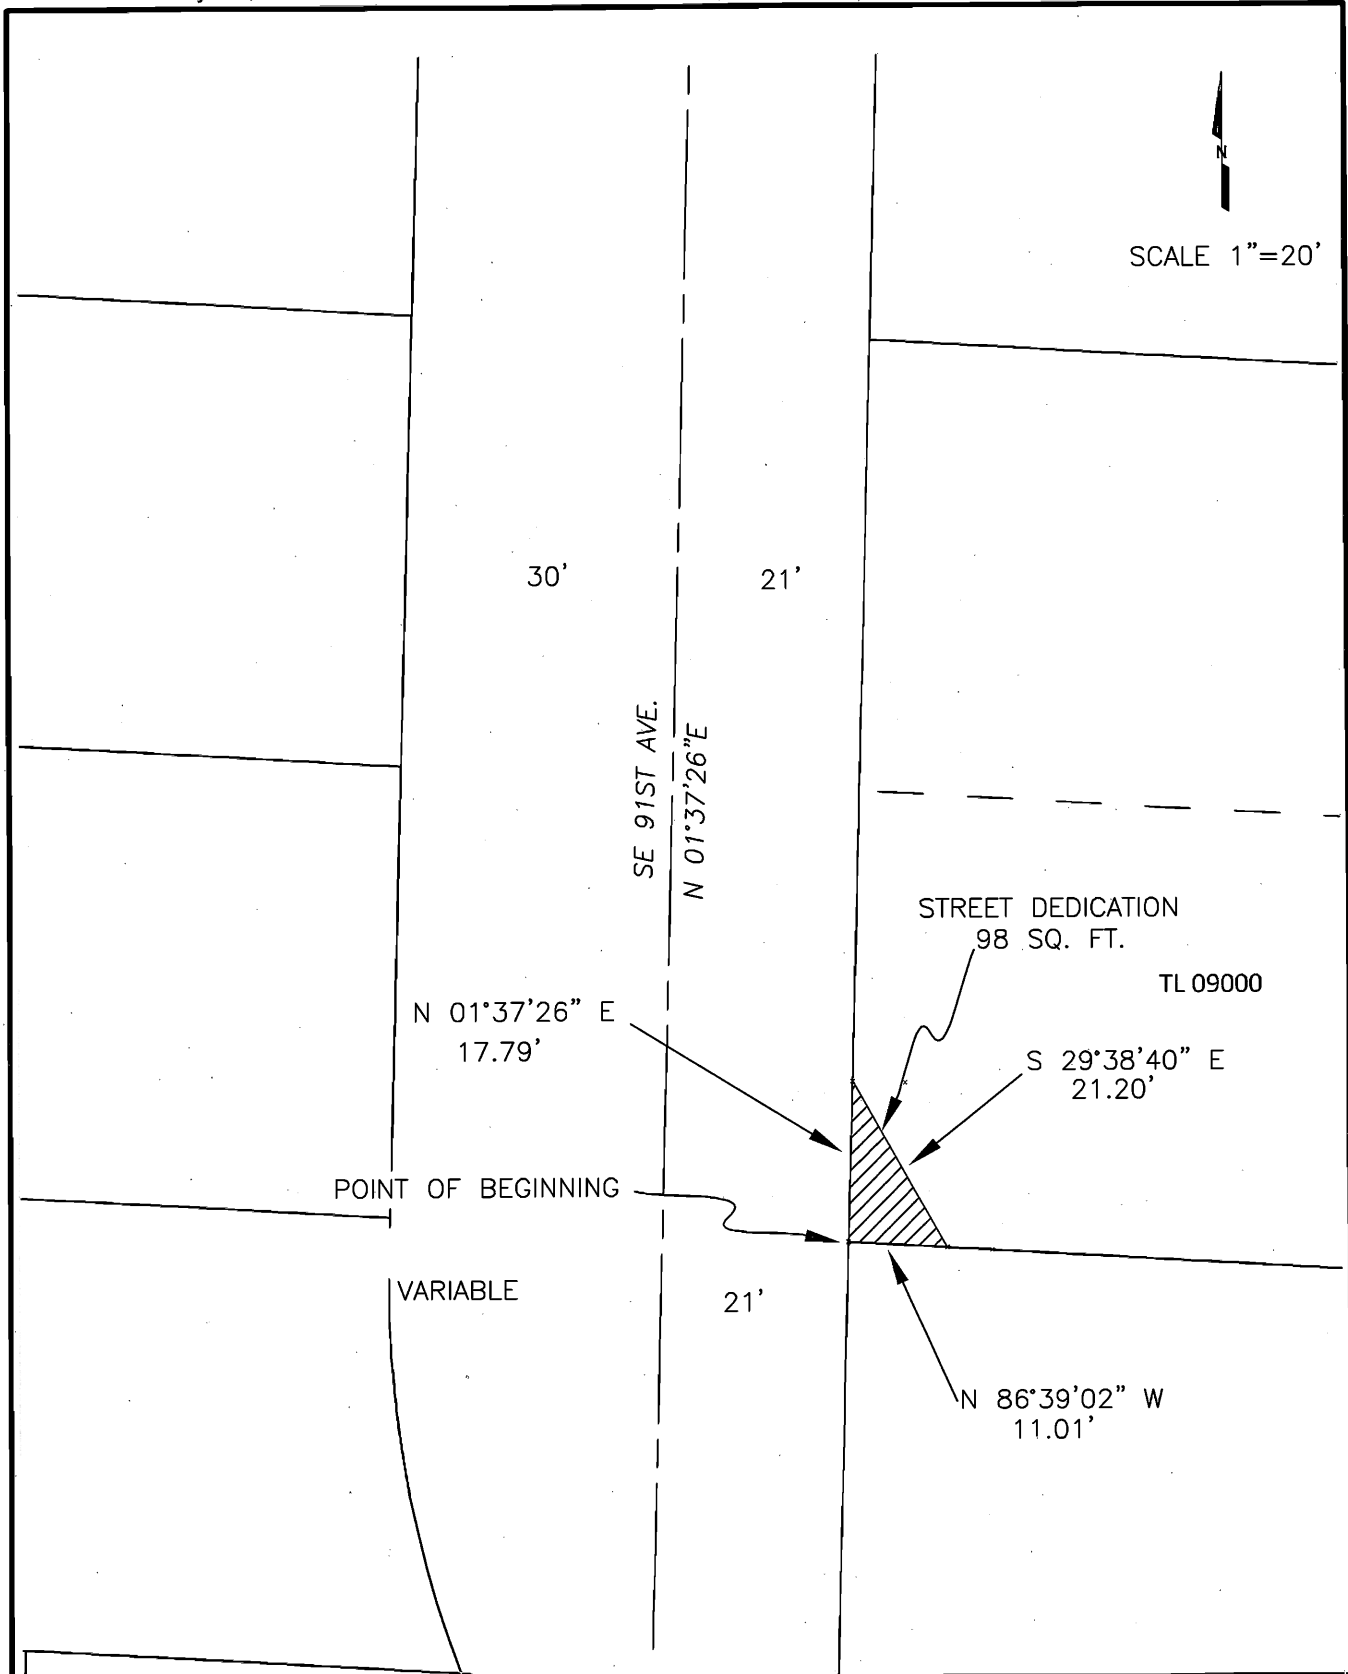 N
SCALE 1"=20'
30'
21'
SE 91ST AVE.
N 01°37'26"E
STREET DEDICATION
98 SQ. FT.
TL 09000
N 01°37'26" E
17.79'
S 29°38'40" E
21.20'
POINT OF BEGINNING
VARIABLE
21'
N 86°39'02" W
11.01'